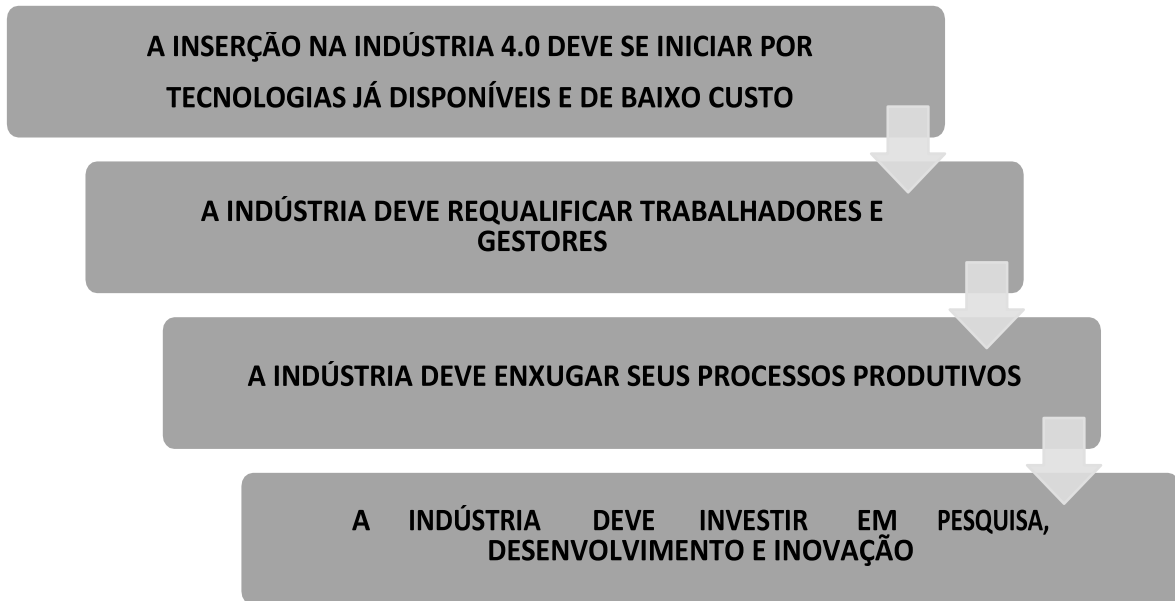 A INSERÇÃO NA INDÚSTRIA 4.0 DEVE SE INICIAR POR
TECNOLOGIAS JÁ DISPONÍVEIS E DE BAIXO CUSTO
A INDÚSTRIA DEVE REQUALIFICAR TRABALHADORES E
GESTORES
A INDÚSTRIA DEVE ENXUGAR SEUS PROCESSOS PRODUTIVOS
A INDÚSTRIA DEVE INVESTIR EM PESQUISA,
DESENVOLVIMENTO E INOVAÇÃO